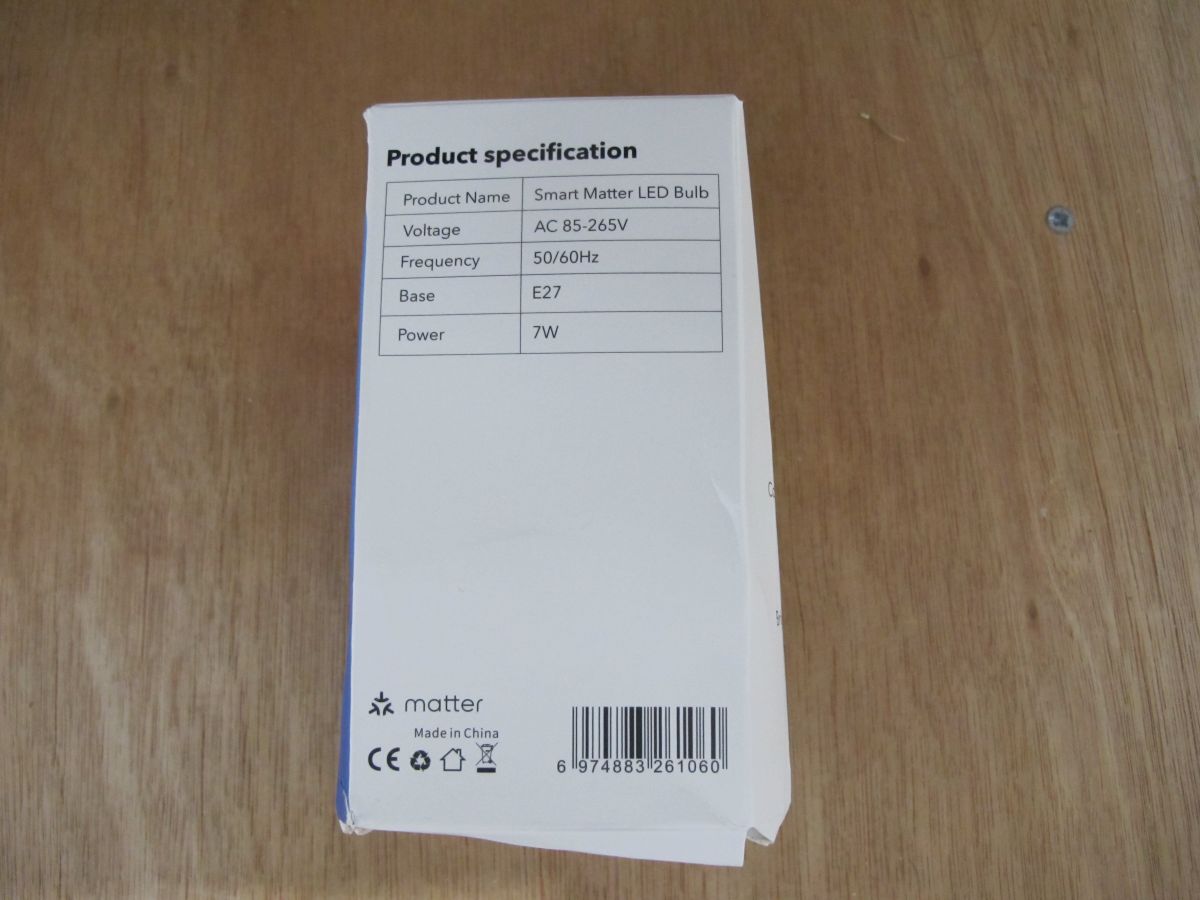 Product specification
Product Name Smart Matter LED Bulb
Voltage AC 85-265V
Frequency 50/60Hz
Base E27
Power 7W
matter
Made in China
CE
6 974883 261060